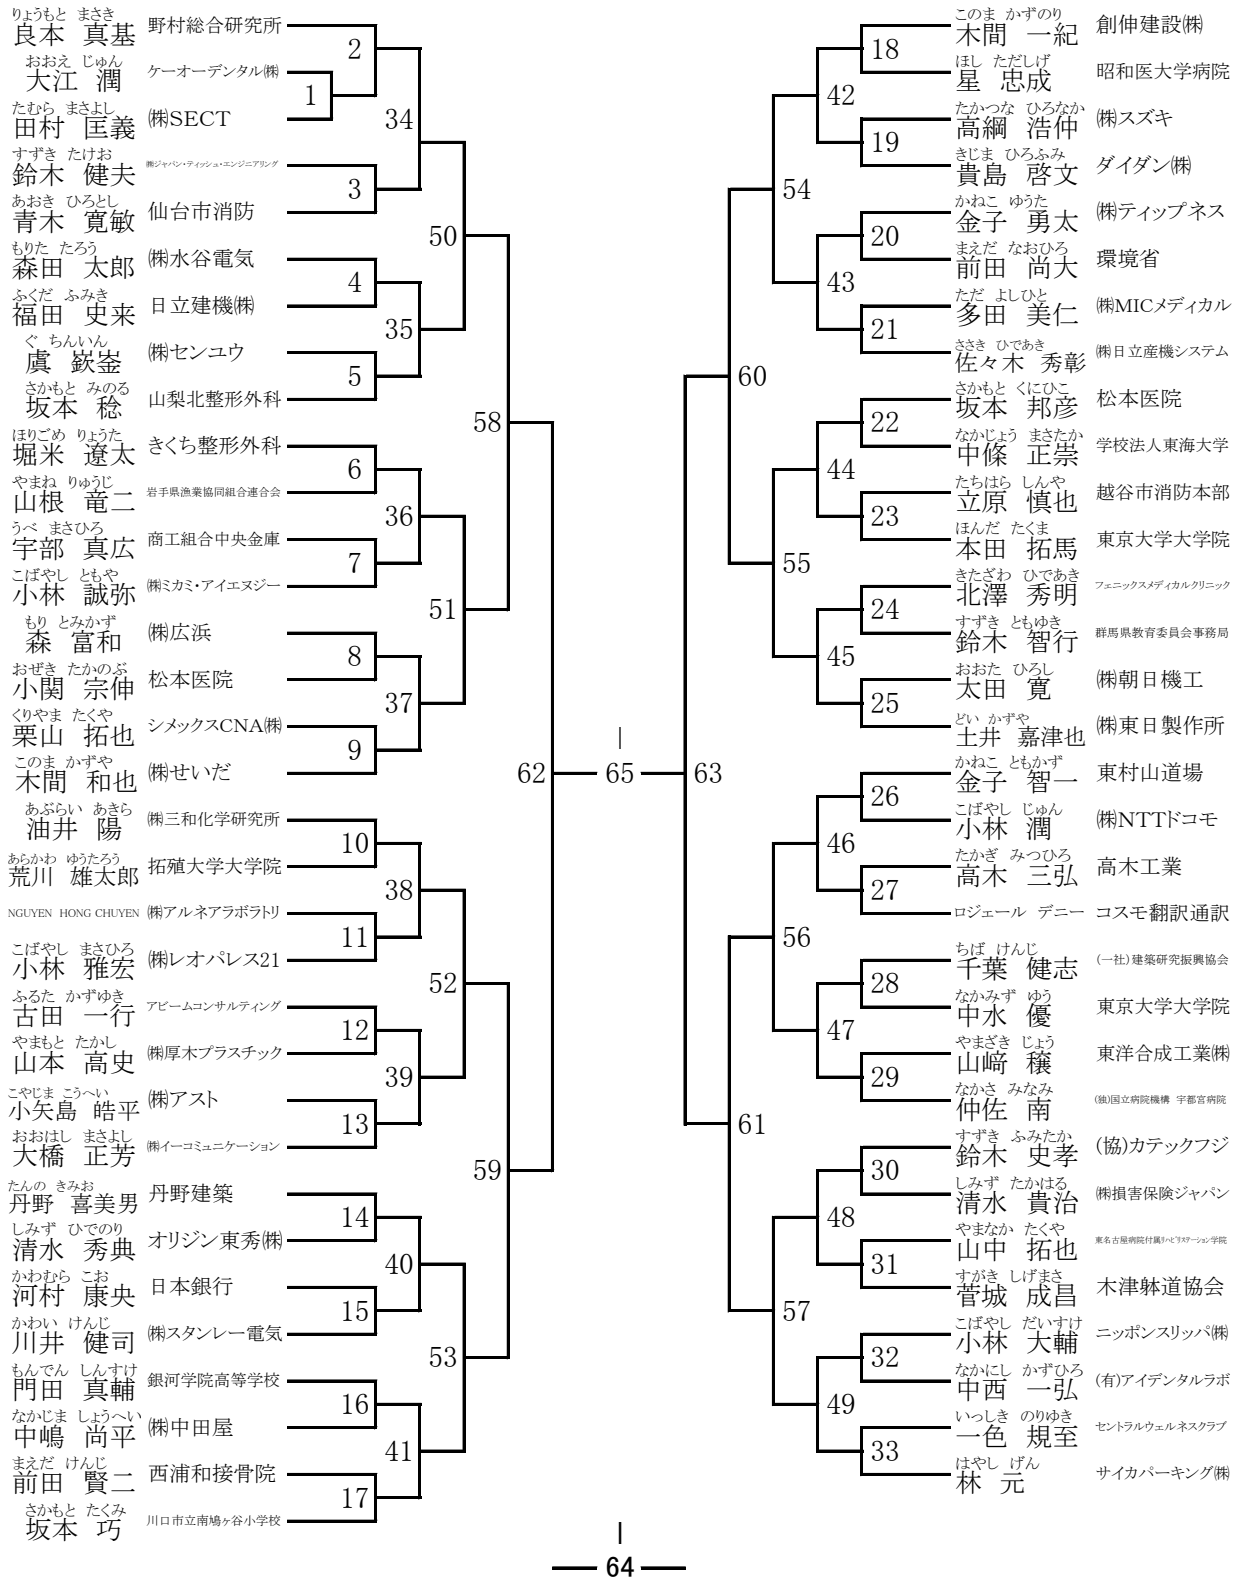 りょうもと まさき
良本 真基 野村総合研究所
おおえ じゅん
大江 潤 ケーオーデンタル㈱
たむら まさよし
田村 匡義 ㈱SECT
すずき たけお
鈴木 健夫 ㈱ジャパン・ティッシュ・エンジニアリング
あおき ひろとし
青木 寛敏 仙台市消防
もりた たろう
森田 太郎 ㈱水谷電気
ふくだ ふみき
福田 史来 日立建機㈱
ぐ ちんいん
虞 嶔崟 ㈱センユウ
さかもと みのる
坂本 稔 山梨北整形外科
ほりごめ りょうた
堀米 遼太 きくち整形外科
やまね りゅうじ
山根 竜二 岩手県漁業協同組合連合会
うべ まさひろ
宇部 真広 商工組合中央金庫
こばやし ともや
小林 誠弥 ㈱ミカミ・アイエヌジー
もり とみかず
森 富和 ㈱広浜
おぜき たかのぶ
小関 宗伸 松本医院
くりやま たくや
栗山 拓也 シメックスCNA㈱
このま かずや
木間 和也 ㈱せいだ
あぶらい あきら
油井 陽 ㈱三和化学研究所
あらかわ ゆうたろう
荒川 雄太郎 拓殖大学大学院
NGUYEN HONG CHUYEN ㈱アルネアラボラトリ
こばやし まさひろ
小林 雅宏 ㈱レオパレス21
ふるた かずゆき
古田 一行 アビームコンサルティング
やまもと たかし
山本 高史 ㈱厚木プラスチック
こやじま こうへい
小矢島 皓平 ㈱アスト
おおはし まさよし
大橋 正芳 ㈱イーコミュニケーション
たんの きみお
丹野 喜美男 丹野建築
しみず ひでのり
清水 秀典 オリジン東秀㈱
かわむら こお
河村 康央 日本銀行
かわい けんじ
川井 健司 ㈱スタンレー電気
もんでん しんすけ
門田 真輔 銀河学院高等学校
なかじま しょうへい
中嶋 尚平 ㈱中田屋
まえだ けんじ
前田 賢二 西浦和接骨院
さかもと たくみ
坂本 巧 川口市立南鳩ヶ谷小学校
1
2
3
4
5
6
7
8
9
10
11
12
13
14
15
16
17
34
35
36
37
38
39
40
41
50
51
52
53
58
59
62
65
64
63
60
61
54
55
56
57
42
43
44
45
46
47
48
49
18
19
20
21
22
23
24
25
26
27
28
29
30
31
32
33
このま かずのり
木間 一紀 創伸建設㈱
ほし ただしげ
星 忠成 昭和医大学病院
たかつな ひろなか
高綱 浩仲 ㈱スズキ
きじま ひろふみ
貴島 啓文 ダイダン㈱
かねこ ゆうた
金子 勇太 ㈱ティップネス
まえだ なおひろ
前田 尚大 環境省
ただ よしひと
多田 美仁 ㈱MICメディカル
ささき ひであき
佐々木 秀彰 ㈱日立産機システム
さかもと くにひこ
坂本 邦彦 松本医院
なかじょう まさたか
中條 正崇 学校法人東海大学
たちはら しんや
立原 慎也 越谷市消防本部
ほんだ たくま
本田 拓馬 東京大学大学院
きたざわ ひであき
北澤 秀明 フェニックスメディカルクリニック
すずき ともゆき
鈴木 智行 群馬県教育委員会事務局
おおた ひろし
太田 寛 ㈱朝日機工
どい かずや
土井 嘉津也 ㈱東日製作所
かねこ ともかず
金子 智一 東村山道場
こばやし じゅん
小林 潤 ㈱NTTドコモ
たかぎ みつひろ
高木 三弘 高木工業
ロジェール デニー コスモ翻訳通訳
ちば けんじ
千葉 健志 (一社)建築研究振興協会
なかみず ゆう
中水 優 東京大学大学院
やまざき じょう
山﨑 穣 東洋合成工業㈱
なかさ みなみ
仲佐 南 (独)国立病院機構 宇都宮病院
すずき ふみたか
鈴木 史孝 (協)カテックフジ
しみず たかはる
清水 貴治 ㈱損害保険ジャパン
やまなか たくや
山中 拓也 東名古屋病院付属リハビリステーション学院
すがき しげまさ
菅城 成昌 木津躰道協会
こばやし だいすけ
小林 大輔 ニッポンスリッパ㈱
なかにし かずひろ
中西 一弘 (有)アイデンタルラボ
いっしき のりゆき
一色 規至 セントラルウェルネスクラブ
はやし げん
林 元 サイカパーキング㈱